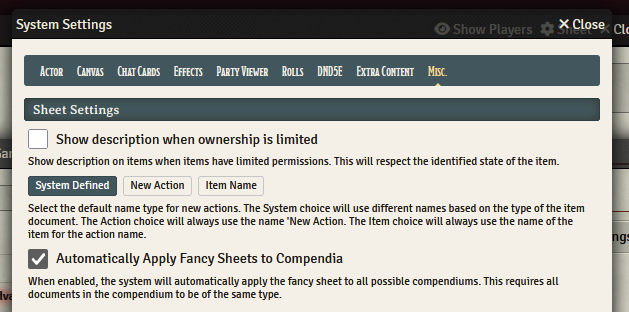 System Settings
Close
Show Players
Sheet
Clo
Actor Canvas Chat Cards Effects Party Viewer Rolls DND5E Extra Content Misc.
Sheet Settings
Show description when ownership is limited
Show description on items when items have limited permissions. This will respect the identified state of the item.
System Defined New Action Item Name
Select the default name type for new actions. The System choice will use different names based on the type of the item
document. The Action choice will always use the name 'New Action. The Item choice will always use the name of the
item for the action name.
Automatically Apply Fancy Sheets to Compendia
When enabled, the system will automatically apply the fancy sheet to all possible compendiums. This requires all
documents in the compendium to be of the same type.